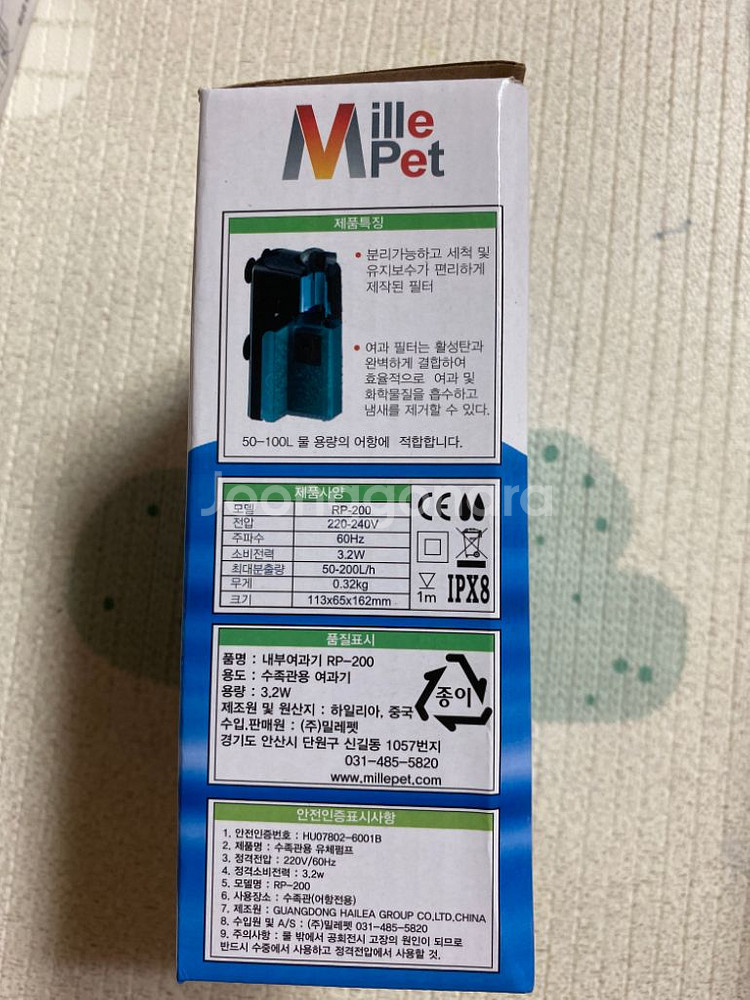 Mille
Pet
제품특징
• 분리가능하고 세척 및
유지보수가 편리하게
제작된 필터
• 여과 필터는 활성탄과
완벽하게 결합하여
효율적으로 여과 및
화학물질을 흡수하고
냄새를 제거할 수 있다.
50-100L 물 용량의 어항에 적합합니다.
Joonggonara
제품사양
모델 RP-200
전압 220-240V
주파수 60Hz
소비전력 3.2W
최대분출량 50-200L/h
무게 0.32kg
크기 113x65x162mm
CE
1m IPX8
품질표시
품명 : 내부여과기 RP-200
용도 : 수족관용 여과기
용량 : 3.2W
제조원 및 원산지 : 하일리아, 중국
수입.판매원 : (주)밀레펫
경기도 안산시 단원구 신길동 1057번지
031-485-5820
www.millepet.com
종이
안전인증표시사항
1. 안전인증번호 : HU07802-6001B
2. 제품명 : 수족관용 유체펌프
3. 정격전압 : 220V/60Hz
4. 정격소비전력 : 3.2w
5. 모델명 : RP-200
6. 사용장소 : 수족관(어항전용)
7. 제조원 : GUANGDONG HAILEA GROUP CO,LTD,CHINA
8. 수입원 및 A/S : (주)밀레펫 031-485-5820
9. 주의사항 : 물 밖에서 공회전시 고장의 원인이 되므로
반드시 수중에서 사용하고 정격전압에서 사용할 것.